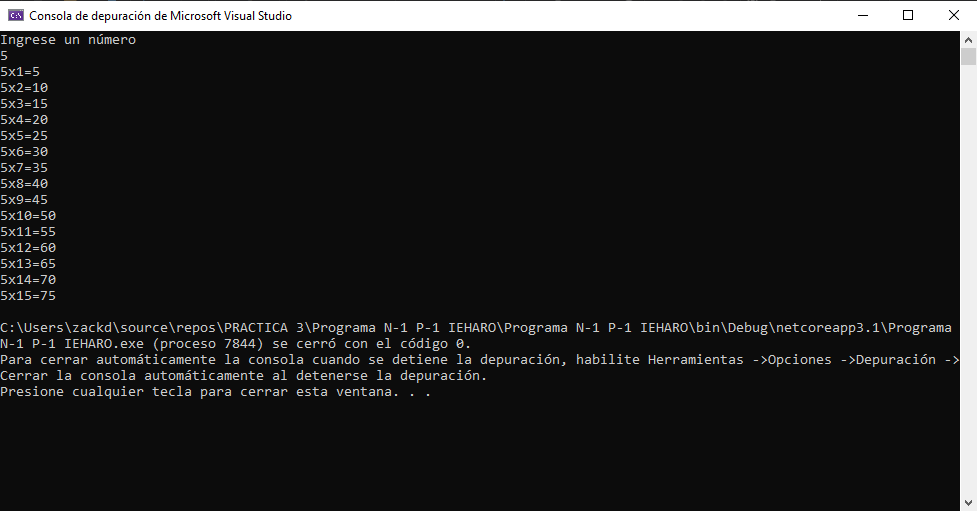 Consola de depuración de Microsoft Visual Studio
Ingrese un número
5
5x1=5
5x2=10
5x3=15
5x4=20
5x5=25
5x6=30
5x7=35
5x8=40
5x9=45
5x10=50
5x11=55
5x12=60
5x13=65
5x14=70
5x15=75
C:\Users\zackd\source\repos\PRACTICA 3\Programa N-1 P-1 IEHARO\Programa N-1 P-1 IEHARO\bin\Debug\netcoreapp3.1\Programa
N-1 P-1 IEHARO.exe (proceso 7844) se cerró con el código 0.
Para cerrar automáticamente la consola cuando se detiene la depuración, habilite Herramientas ->Opciones ->Depuración ->
Cerrar la consola automáticamente al detenerse la depuración.
Presione cualquier tecla para cerrar esta ventana. . .